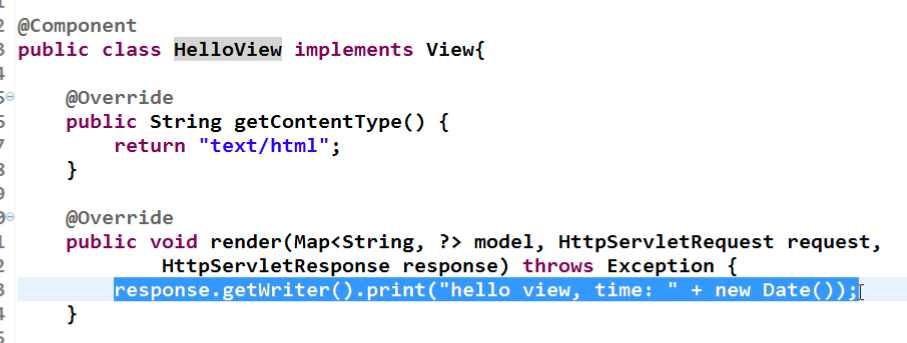 @Component
public class HelloView implements View{
@Override
public String getContentType() {
return "text/html";
}
@Override
public void render(Map<String, ?> model, HttpServletRequest request,
HttpServletResponse response) throws Exception {
response.getWriter().print("hello view, time: " + new Date());
}